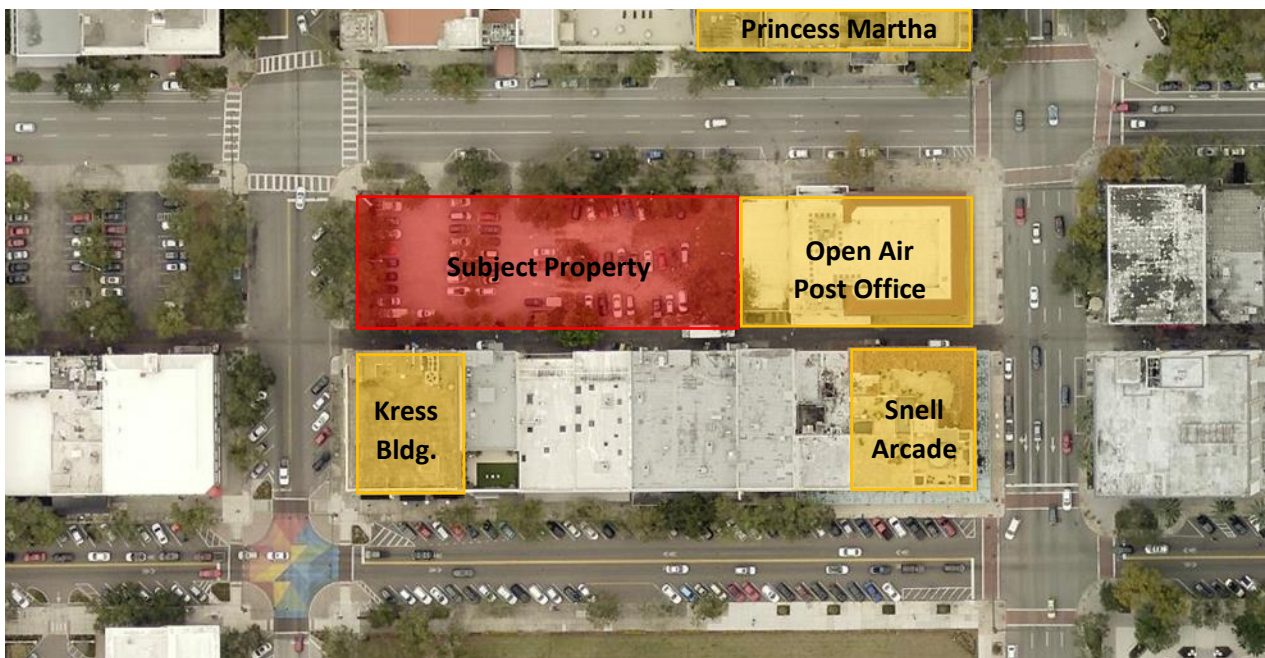 Princess Martha
Subject Property
Open Air
Post Office
Kress
Bldg.
Snell
Arcade